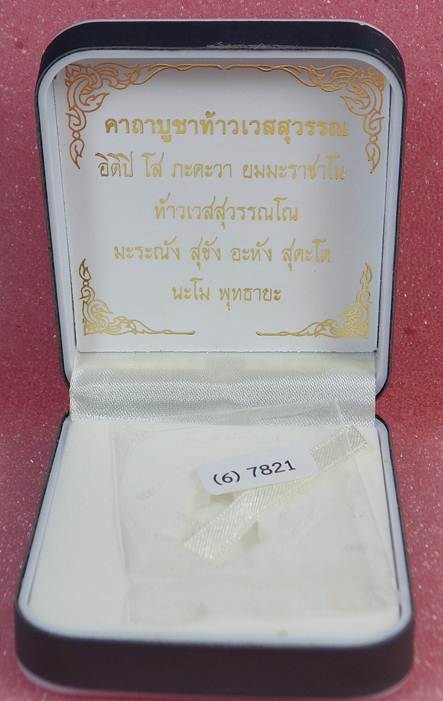 คาถาบูชาท้าวเวสสุวรรณ
อิติปิ โส ภะคะวา ยมมะราชาโน
ท้าวเวสสุวรรณโณ
มะระณัง สุขัง อะหัง สุคะโต
นะโม พุทธายะ
(6) 7821